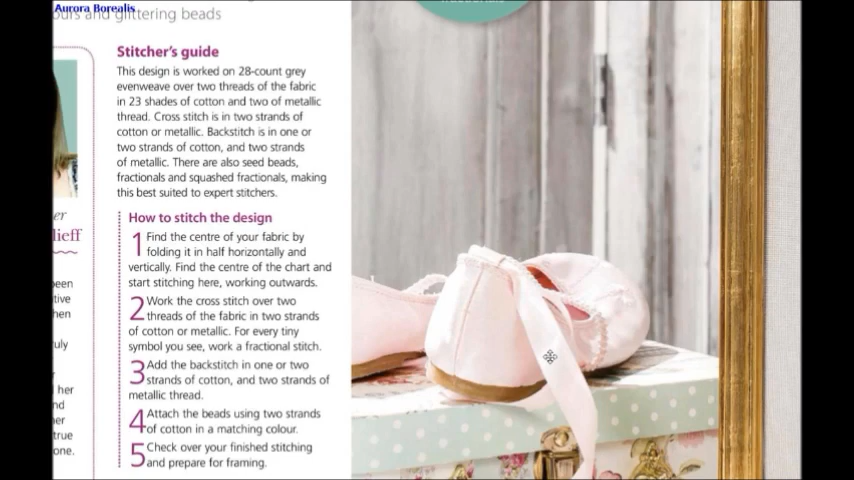 Aurora Borealis
ours and glittering beads
Stitcher's guide
This design is worked on 28-count grey
evenweave over two threads of the fabric
in 23 shades of cotton and two of metallic
thread. Cross stitch is in two strands of
cotton or metallic. Backstitch is in one or
two strands of cotton, and two strands
of metallic. There are also seed beads,
fractionals and squashed fractionals, making
this best suited to expert stitchers.
How to stitch the design
1 Find the centre of your fabric by
folding it in half horizontally and
vertically. Find the centre of the chart and
start stitching here, working outwards.
2 Work the cross stitch over two
threads of the fabric in two strands
of cotton or metallic. For every tiny
symbol you see, work a fractional stitch.
3 Add the backstitch in one or two
strands of cotton, and two strands of
metallic thread.
4 Attach the beads using two strands
of cotton in a matching colour.
5 Check over your finished stitching
and prepare for framing.
er
lieff
een
tive
hen
uly
her
nd
er
true
one.